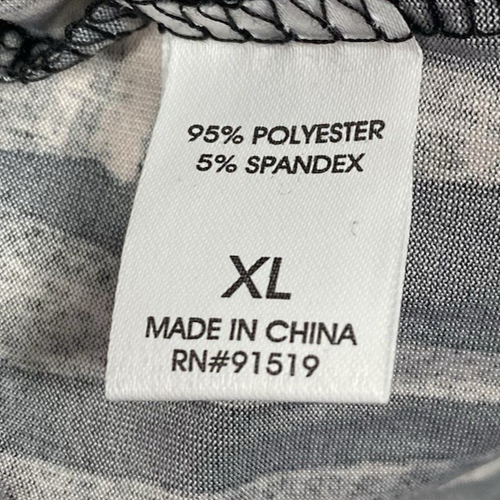 95% POLYESTER
5% SPANDEX
XL
MADE IN CHINA
RN#91519